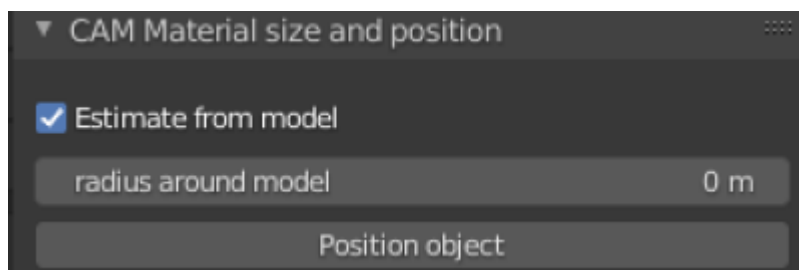 CAM Material size and position
Estimate from model
radius around model 0 m
Position object